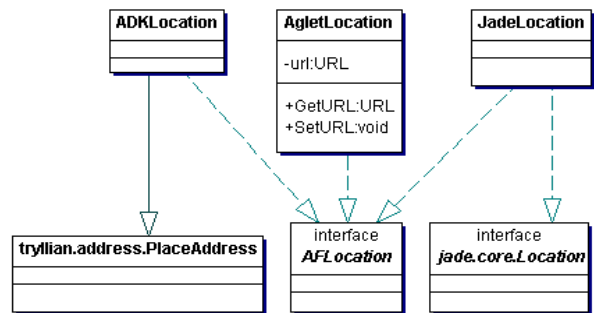 ADKLocation
AgletLocation
-url:URL
+GetURL:URL
+SetURL:void
JadeLocation
tryllian.address.PlaceAddress
interface
AFLocation
interface
jade.core.Location